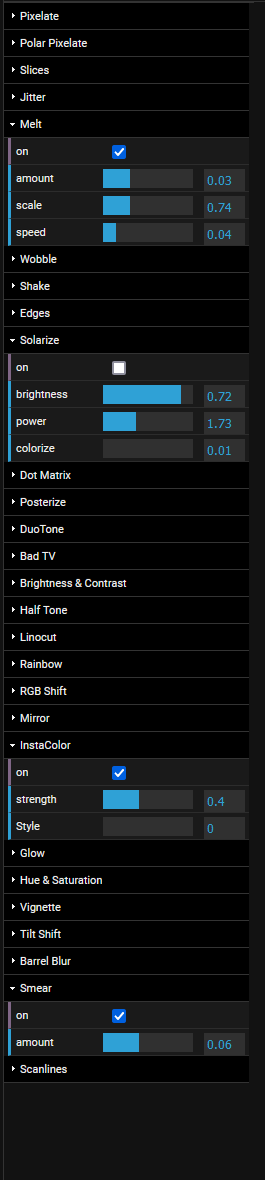 Pixelate
Polar Pixelate
Slices
Jitter
Melt
on
amount 0.03
scale 0.74
speed 0.04
Wobble
Shake
Edges
Solarize
on
brightness 0.72
power 1.73
colorize 0.01
Dot Matrix
Posterize
DuoTone
Bad TV
Brightness & Contrast
Half Tone
Linocut
Rainbow
RGB Shift
Mirror
InstaColor
on
strength 0.4
Style 0
Glow
Hue & Saturation
Vignette
Tilt Shift
Barrel Blur
Smear
on
amount 0.06
Scanlines